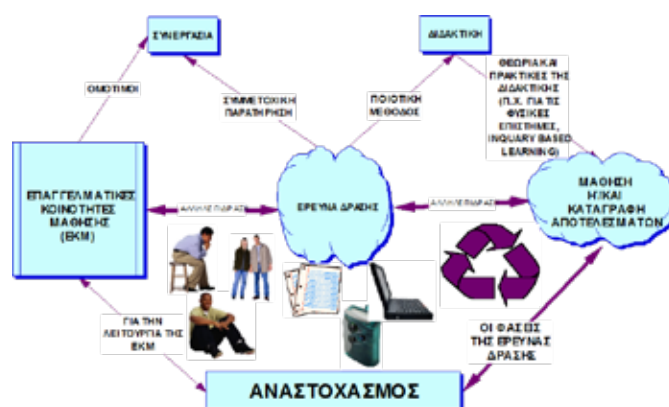 ΣΥΝΕΡΓΑΣΙΑ
ΔΙΔΑΚΤΙΚΗ
ΟΜΟΤΙΜΟΙ
ΣΥΜΜΕΤΟΧΙΚΗ
ΠΑΡΑΤΗΡΗΣΗ
ΠΟΙΟΤΙΚΗ
ΜΕΘΟΔΟΣ
ΘΕΩΡΙΑ ΚΑΙ
ΠΡΑΚΤΙΚΕΣ ΤΗΣ
ΔΙΔΑΚΤΙΚΗΣ
(Π.Χ. ΓΙΑ ΤΙΣ
ΦΥΣΙΚΕΣ
ΕΠΙΣΤΗΜΕΣ,
INQUARY BASED
LEARNING)
ΕΠΑΓΓΕΛΜΑΤΙΚΕΣ
ΚΟΙΝΟΤΗΤΕΣ
ΜΑΘΗΣΗΣ
(ΕΚΜ)
ΑΛΛΗΛΕΠΙΔΡΑΣΗ
ΕΡΕΥΝΑ ΔΡΑΣΗΣ
ΑΛΛΗΛΕΠΙΔΡΑΣΗ
ΜΑΘΗΣΗ
Η/ΚΑΙ
ΚΑΤΑΓΡΑΦΗ
ΑΠΟΤΕΛΕΣΜΑΤΩΝ
ΓΙΑ ΤΗΝ
ΛΕΙΤΟΥΡΓΙΑ ΤΗΣ
ΕΚΜ
ΟΙ ΦΑΣΕΙΣ
ΤΗΣ ΕΡΕΥΝΑΣ
ΔΡΑΣΗΣ
ΑΝΑΣΤΟΧΑΣΜΟΣ